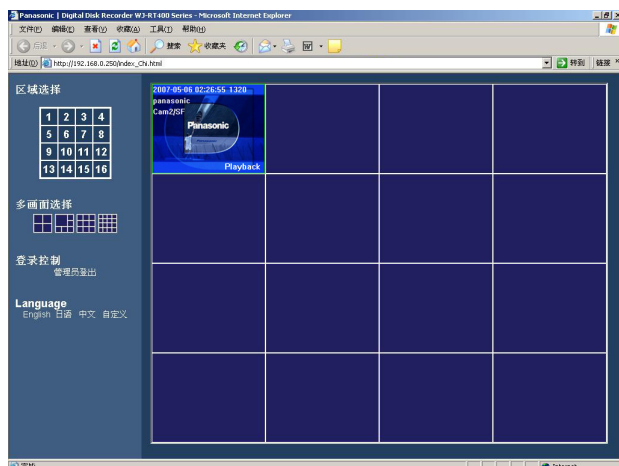 Panasonic | Digital Disk Recorder WJ-RT400 Series - Microsoft Internet Explorer
文件(F) 编辑(E) 查看(V) 收藏(A) 工具(T) 帮助(H)
后退 搜索 收藏夹
地址(D) http://192.168.0.250/index_Chi.html 转到 链接 »
区域选择
1 2 3 4
5 6 7 8
9 10 11 12
13 14 15 16
多画面选择
登录控制
管理员登出
Language
English 日语 中文 自定义
2007-05-06 02:26:55 1320
panasonic
Cam2/SF
Panasonic
Playback
Internet